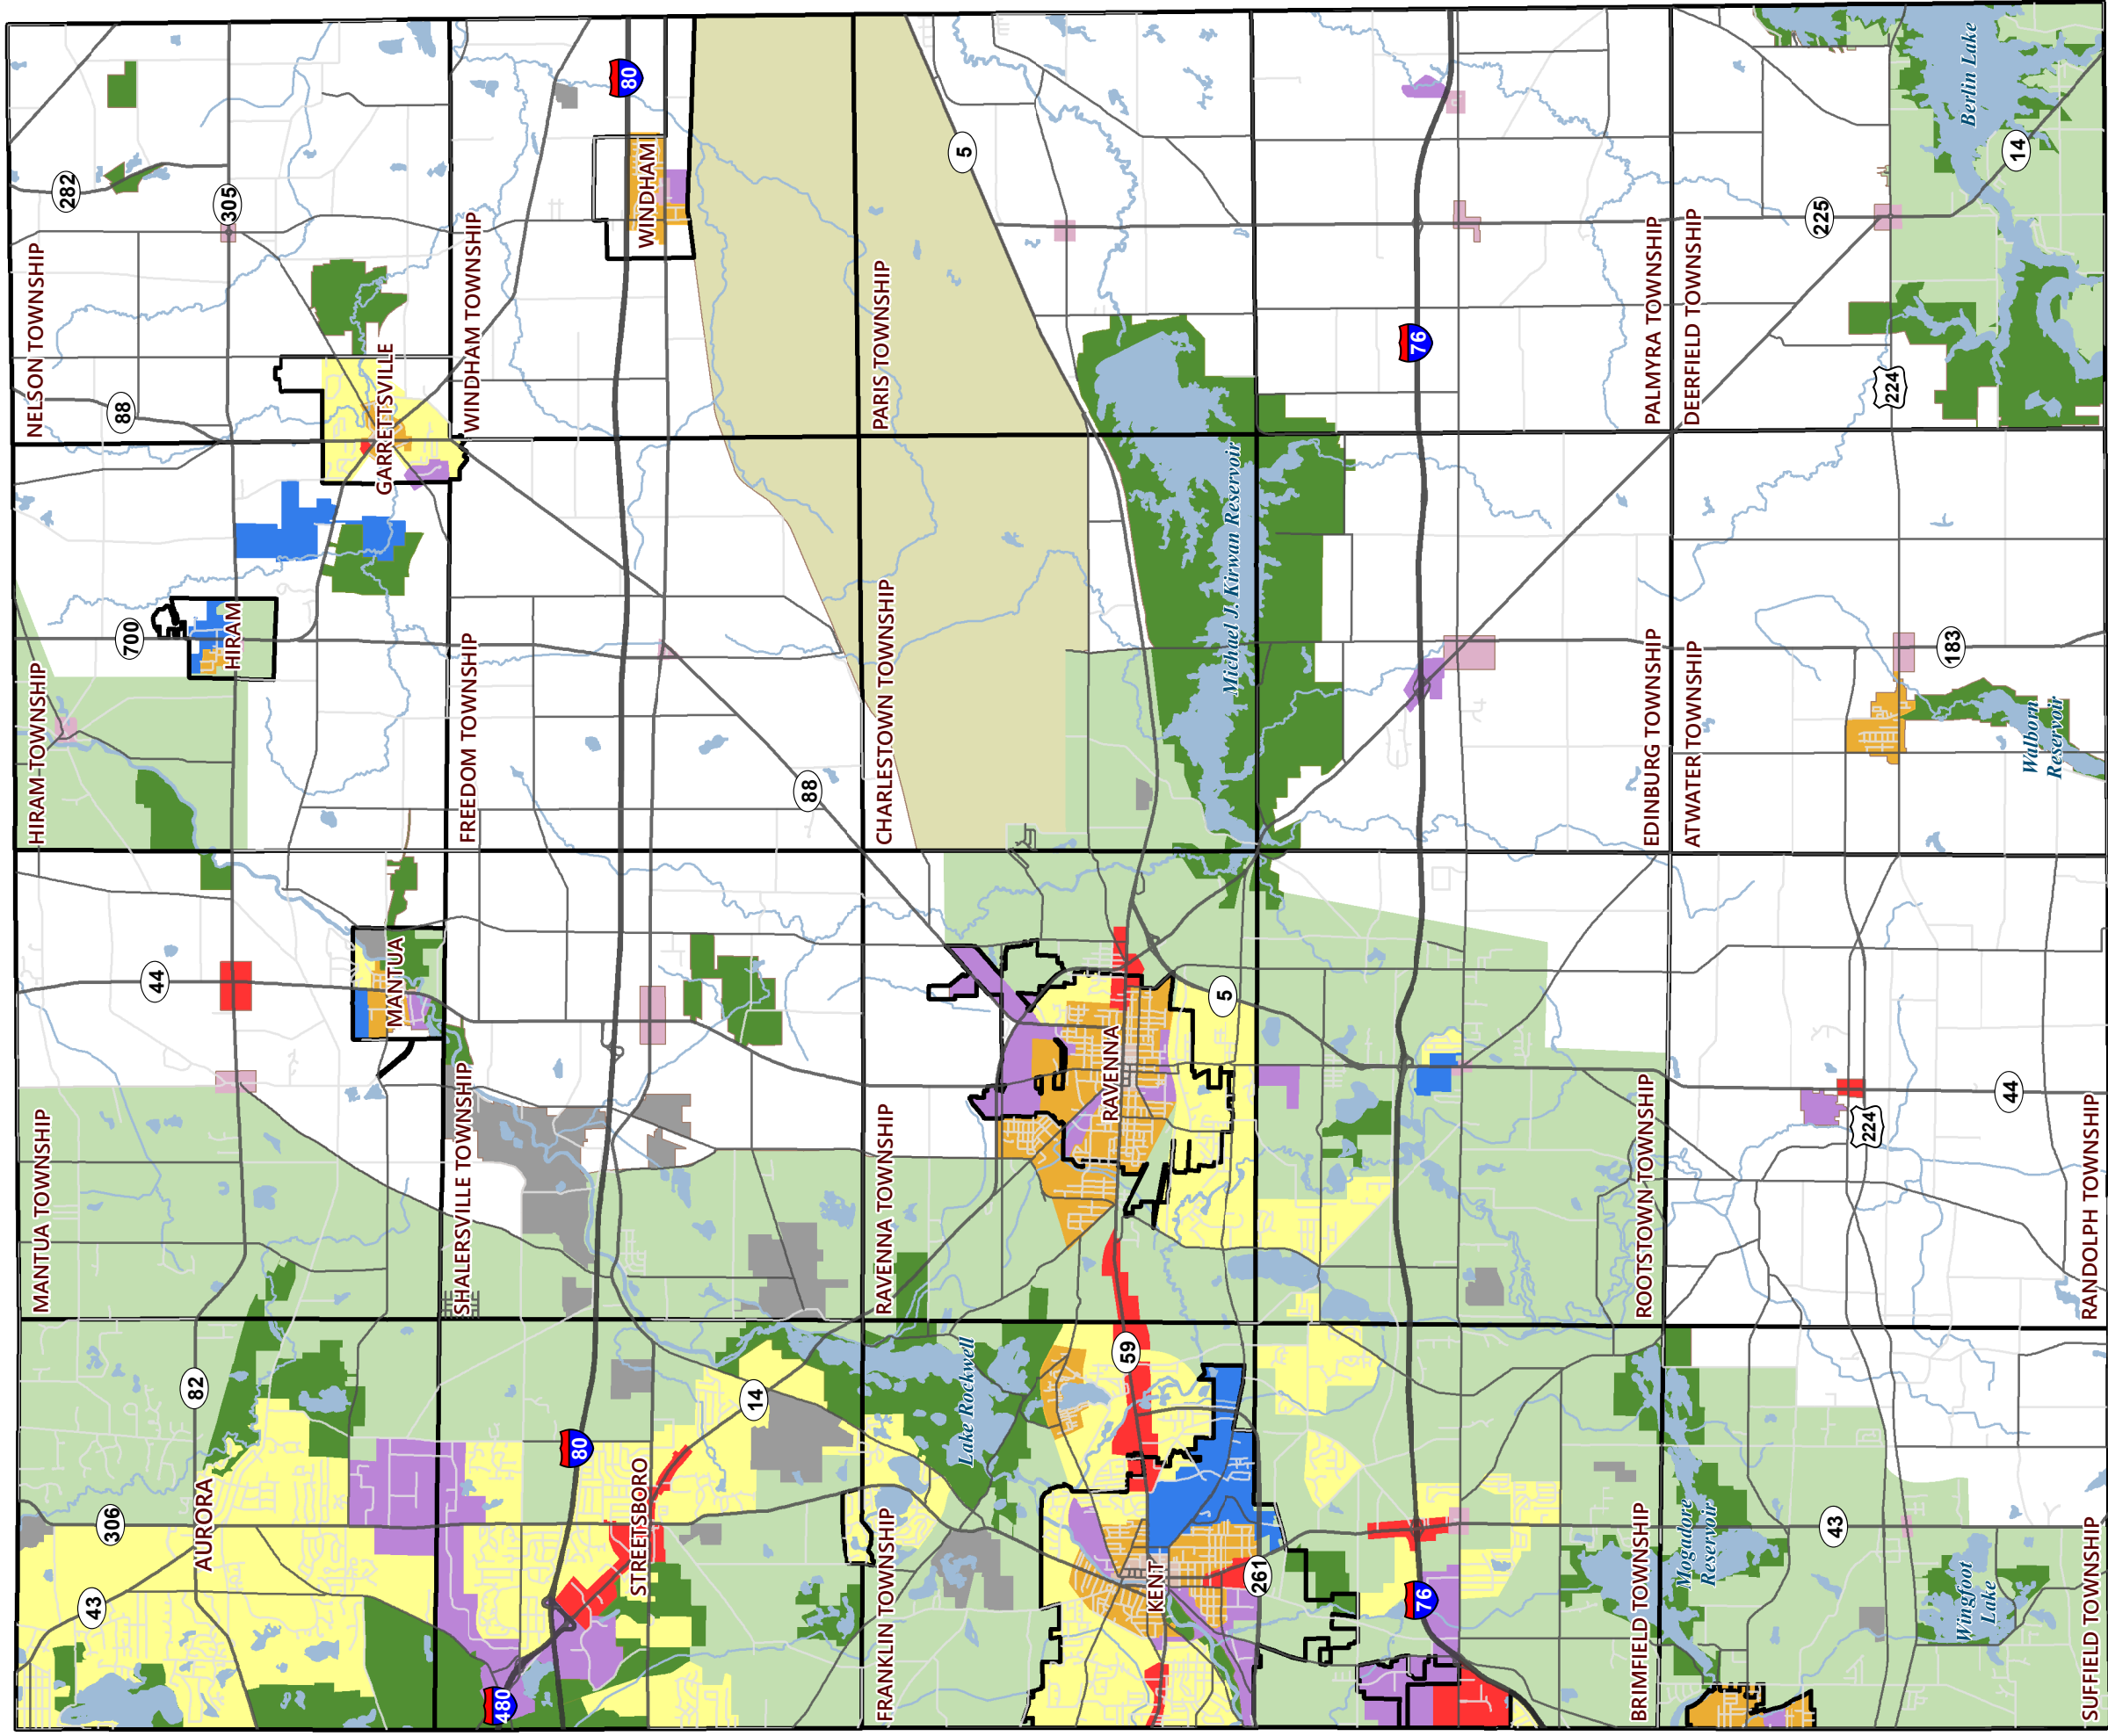 NELSON TOWNSHIP
282
305
88
GARRETTSVILLE
WINDHAM TOWNSHIP
80
WINDHAM
PARIS TOWNSHIP
5
76
PALMYRA TOWNSHIP
DEERFIELD TOWNSHIP
225
224
14
Berlin Lake
HIRAM TOWNSHIP
700
HIRAM
FREEDOM TOWNSHIP
88
CHARLESTOWN TOWNSHIP
Michael J. Kirwan Reservoir
EDINBURG TOWNSHIP
ATWATER TOWNSHIP
183
Walborn
Reservoir
MANTUA TOWNSHIP
44
MANTUA
SHALERSVILLE TOWNSHIP
RAVENNA TOWNSHIP
RAVENNA
5
ROOTSTOWN TOWNSHIP
224
44
RANDOLPH TOWNSHIP
82
306
43
AURORA
480
80
STREETSBORO
14
FRANKLIN TOWNSHIP
Lake Rockwell
59
KENT
261
76
BRIMFIELD TOWNSHIP
Mogadore
Reservoir
43
Wingfoot
Lake
SUFFIELD TOWNSHIP